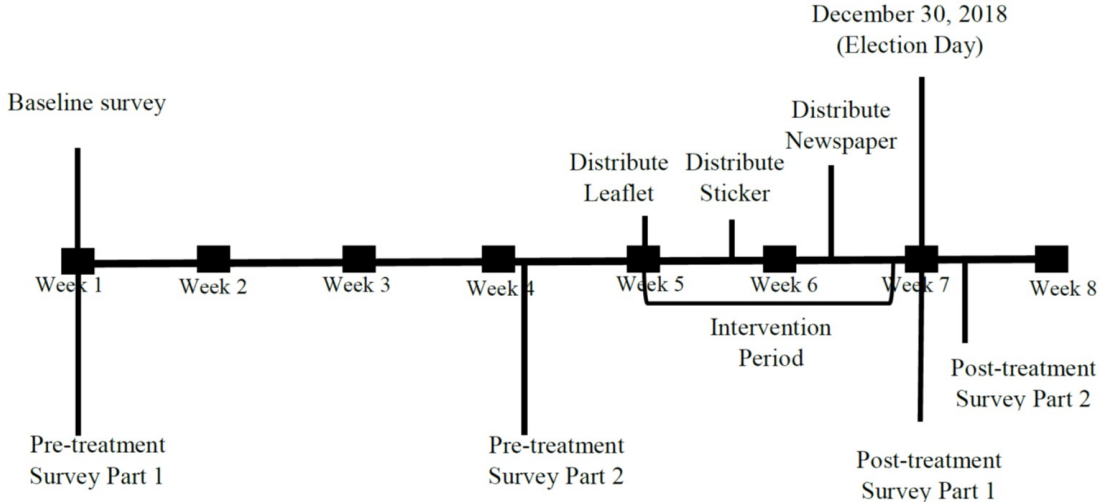 December 30, 2018
(Election Day)
Baseline survey
Distribute
Newspaper
Distribute
Leaflet
Distribute
Sticker
Week 1
Week 2
Week 3
Week 4
Week 5
Week 6
Week 7
Week 8
Intervention
Period
Post-treatment
Survey Part 2
Pre-treatment
Survey Part 1
Pre-treatment
Survey Part 2
Post-treatment
Survey Part 1